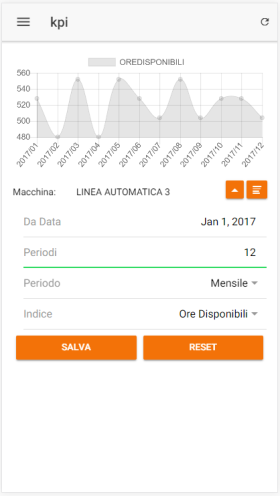 kpi
OREDISPONIBILI
560
540
520
500
480
2017/01
2017/02
2017/03
2017/04
2017/05
2017/06
2017/07
2017/08
2017/09
2017/10
2017/11
2017/12
Macchina: LINEA AUTOMATICA 3
Da Data Jan 1, 2017
Periodi 12
Periodo Mensile
Indice Ore Disponibili
SALVA RESET